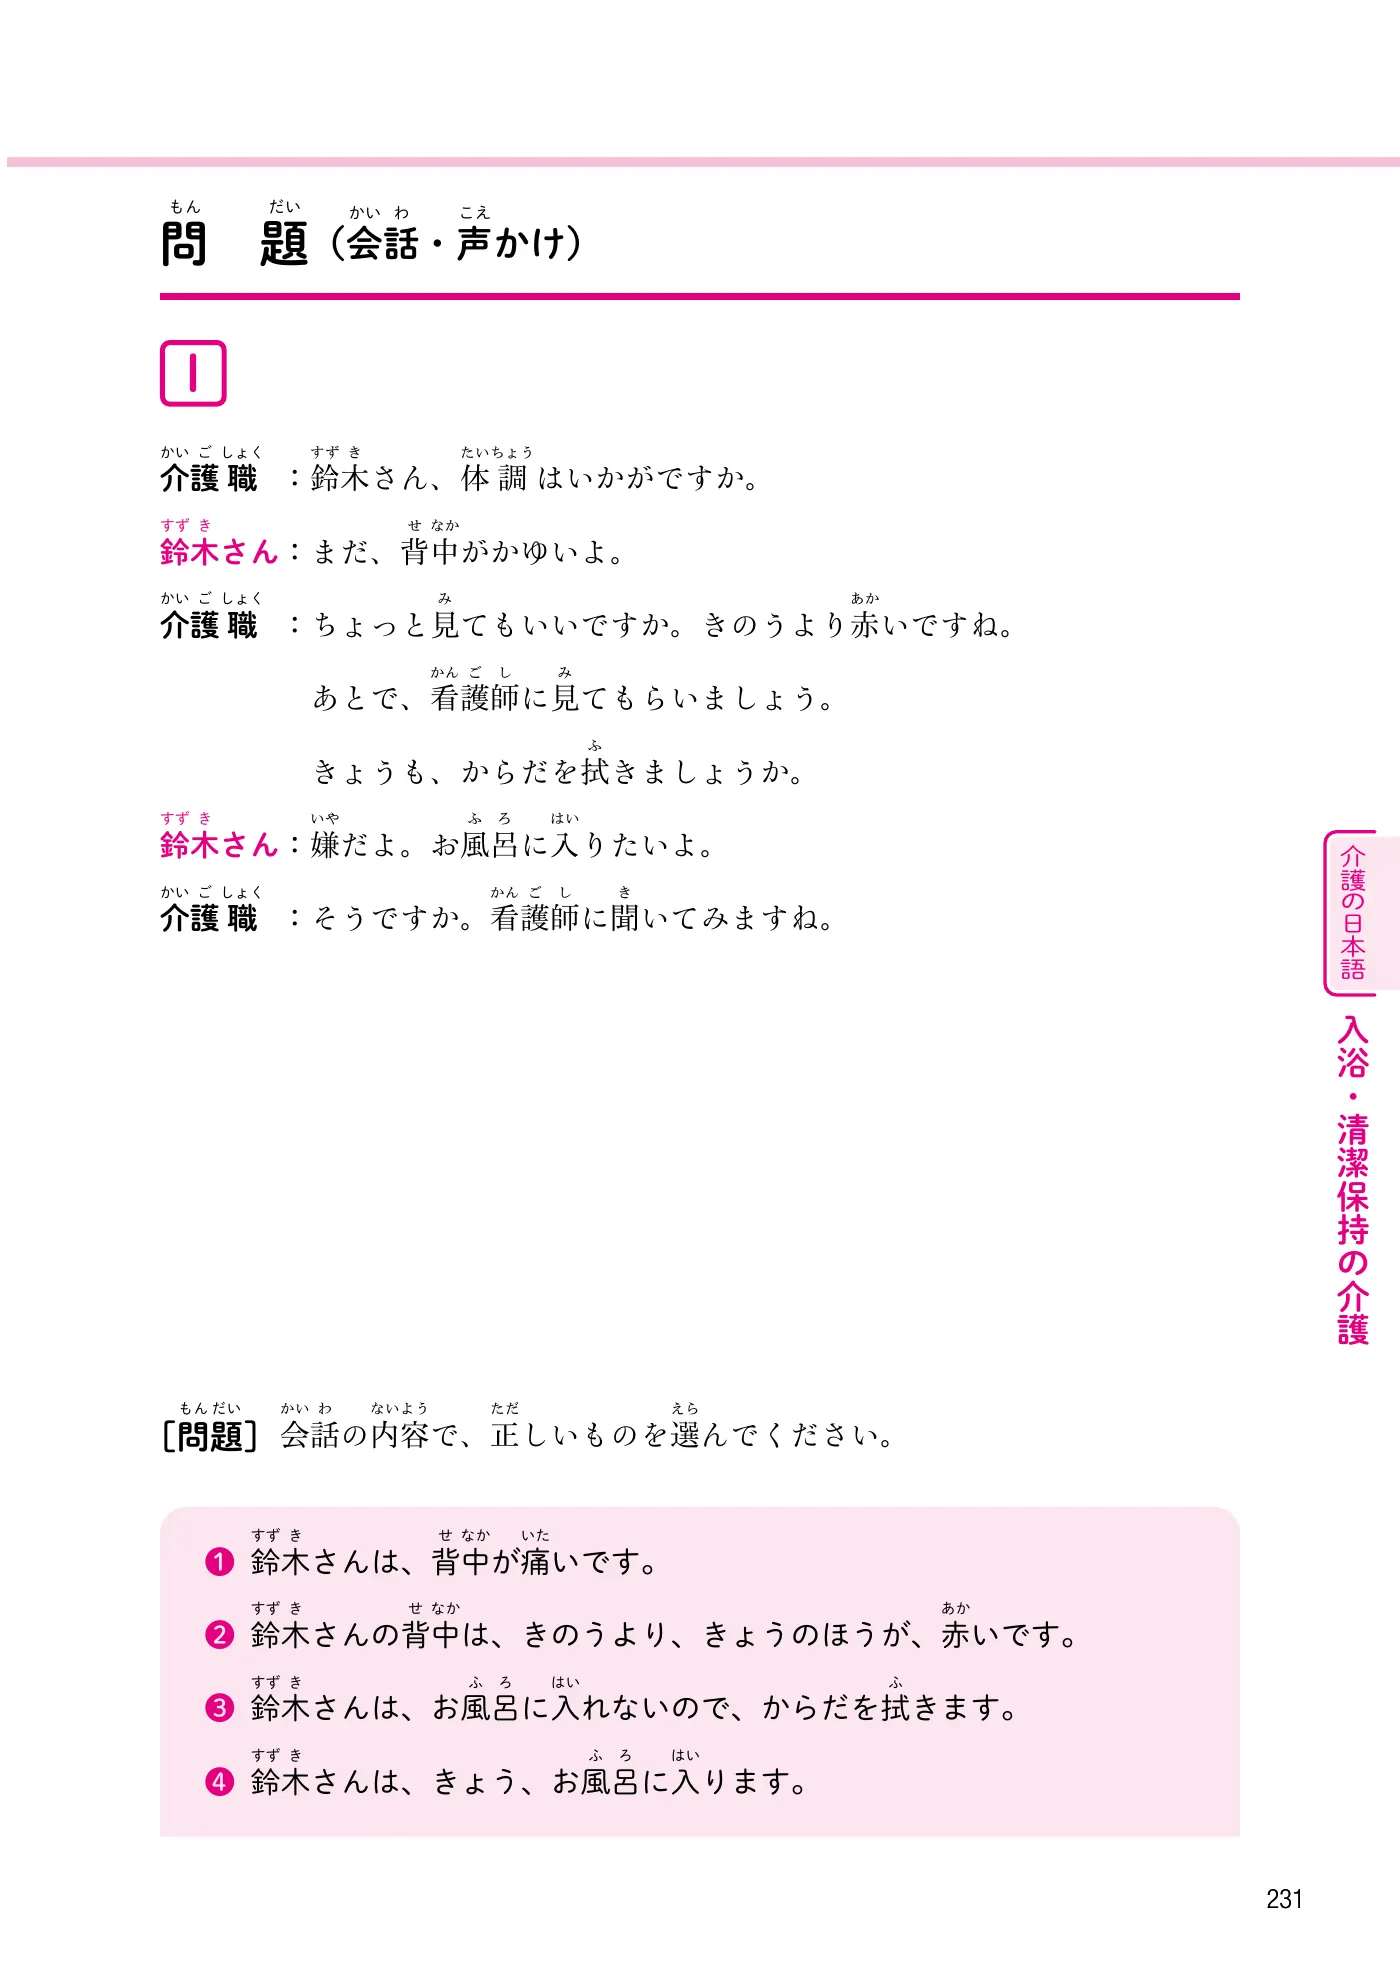 問題（会話・声かけ）
1
介護職：鈴木さん、体調はいかがですか。
鈴木さん：まだ、背中がかゆいよ。
介護職：ちょっと見てもいいですか。きのうより赤いですね。
あとで、看護師に見てもらいましょう。
きょうも、からだを拭きましょうか。
鈴木さん：嫌だよ。お風呂に入りたいよ。
介護職：そうですか。看護師に聞いてみますね。
［問題］ 会話の内容で、正しいものを選んでください。
❶ 鈴木さんは、背中が痛いです。
❷ 鈴木さんの背中は、きのうより、きょうのほうが、赤いです。
❸ 鈴木さんは、お風呂に入れないので、からだを拭きます。
❹ 鈴木さんは、きょう、お風呂に入ります。
介護の日本語
入浴・清潔保持の介護
231